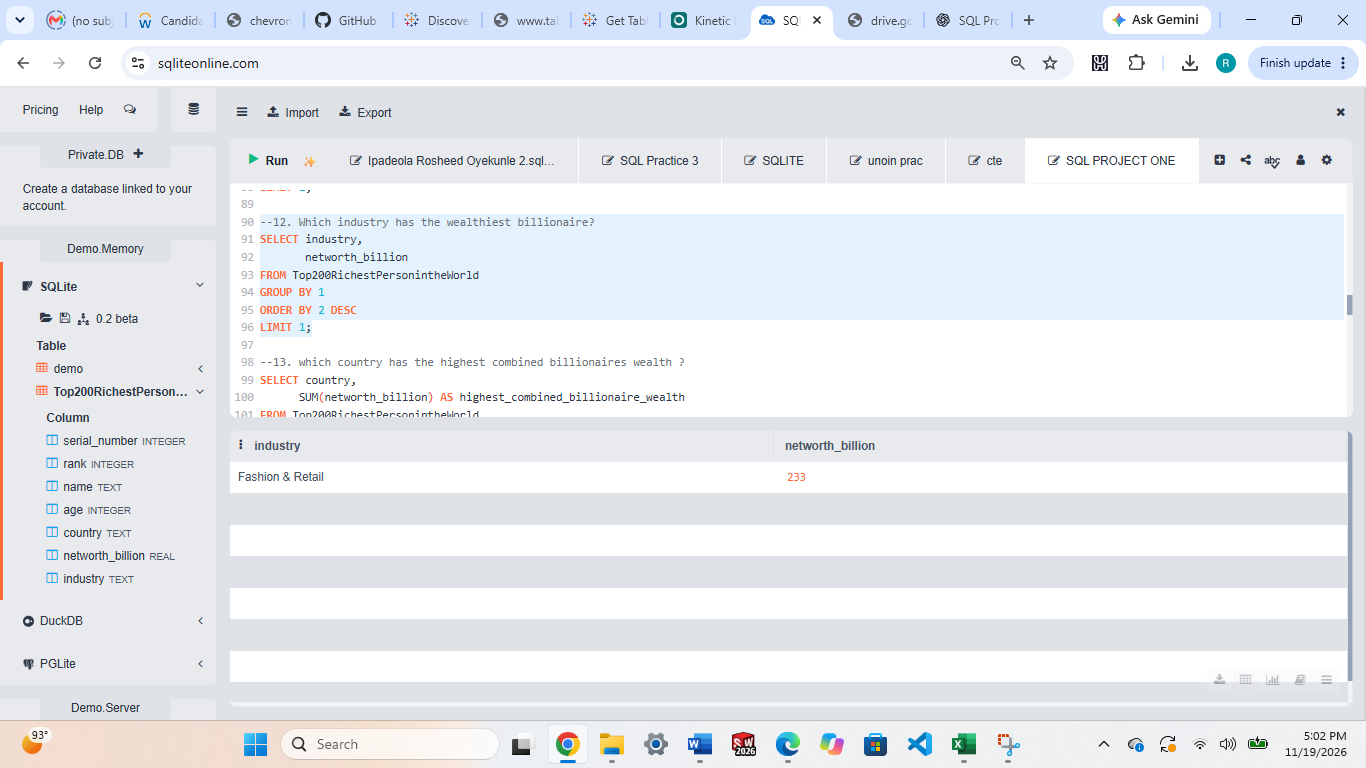 (no subj
Candida
chevron
GitHub
Discove
www.tal
Get Tabl
Kinetic
SQL
drive.go
SQL Pro
Ask Gemini
sqliteonline.com
R
Finish update
Pricing
Help
Import
Export
Private.DB
Create a database linked to your
account.
Run
Ipadeola Rosheed Oyekunle 2.sql...
SQL Practice 3
SQLITE
unoin prac
cte
SQL PROJECT ONE
abc
Demo.Memory
SQLite
0.2 beta
Table
demo
Top200RichestPerson...
Column
serial_number INTEGER
rank INTEGER
name TEXT
age INTEGER
country TEXT
networth_billion REAL
industry TEXT
DuckDB
PGLite
Demo.Server
89
90 --12. Which industry has the wealthiest billionaire?
91 SELECT industry,
92 networth_billion
93 FROM Top200RichestPersonintheWorld
94 GROUP BY 1
95 ORDER BY 2 DESC
96 LIMIT 1;
97
98 --13. which country has the highest combined billionaires wealth ?
99 SELECT country,
100 SUM(networth_billion) AS highest_combined_billionaire_wealth
101 FROM Top200RichestPersonintheWorld
industry
networth_billion
Fashion & Retail
233
93°
Search
2026
5:02 PM
11/19/2026